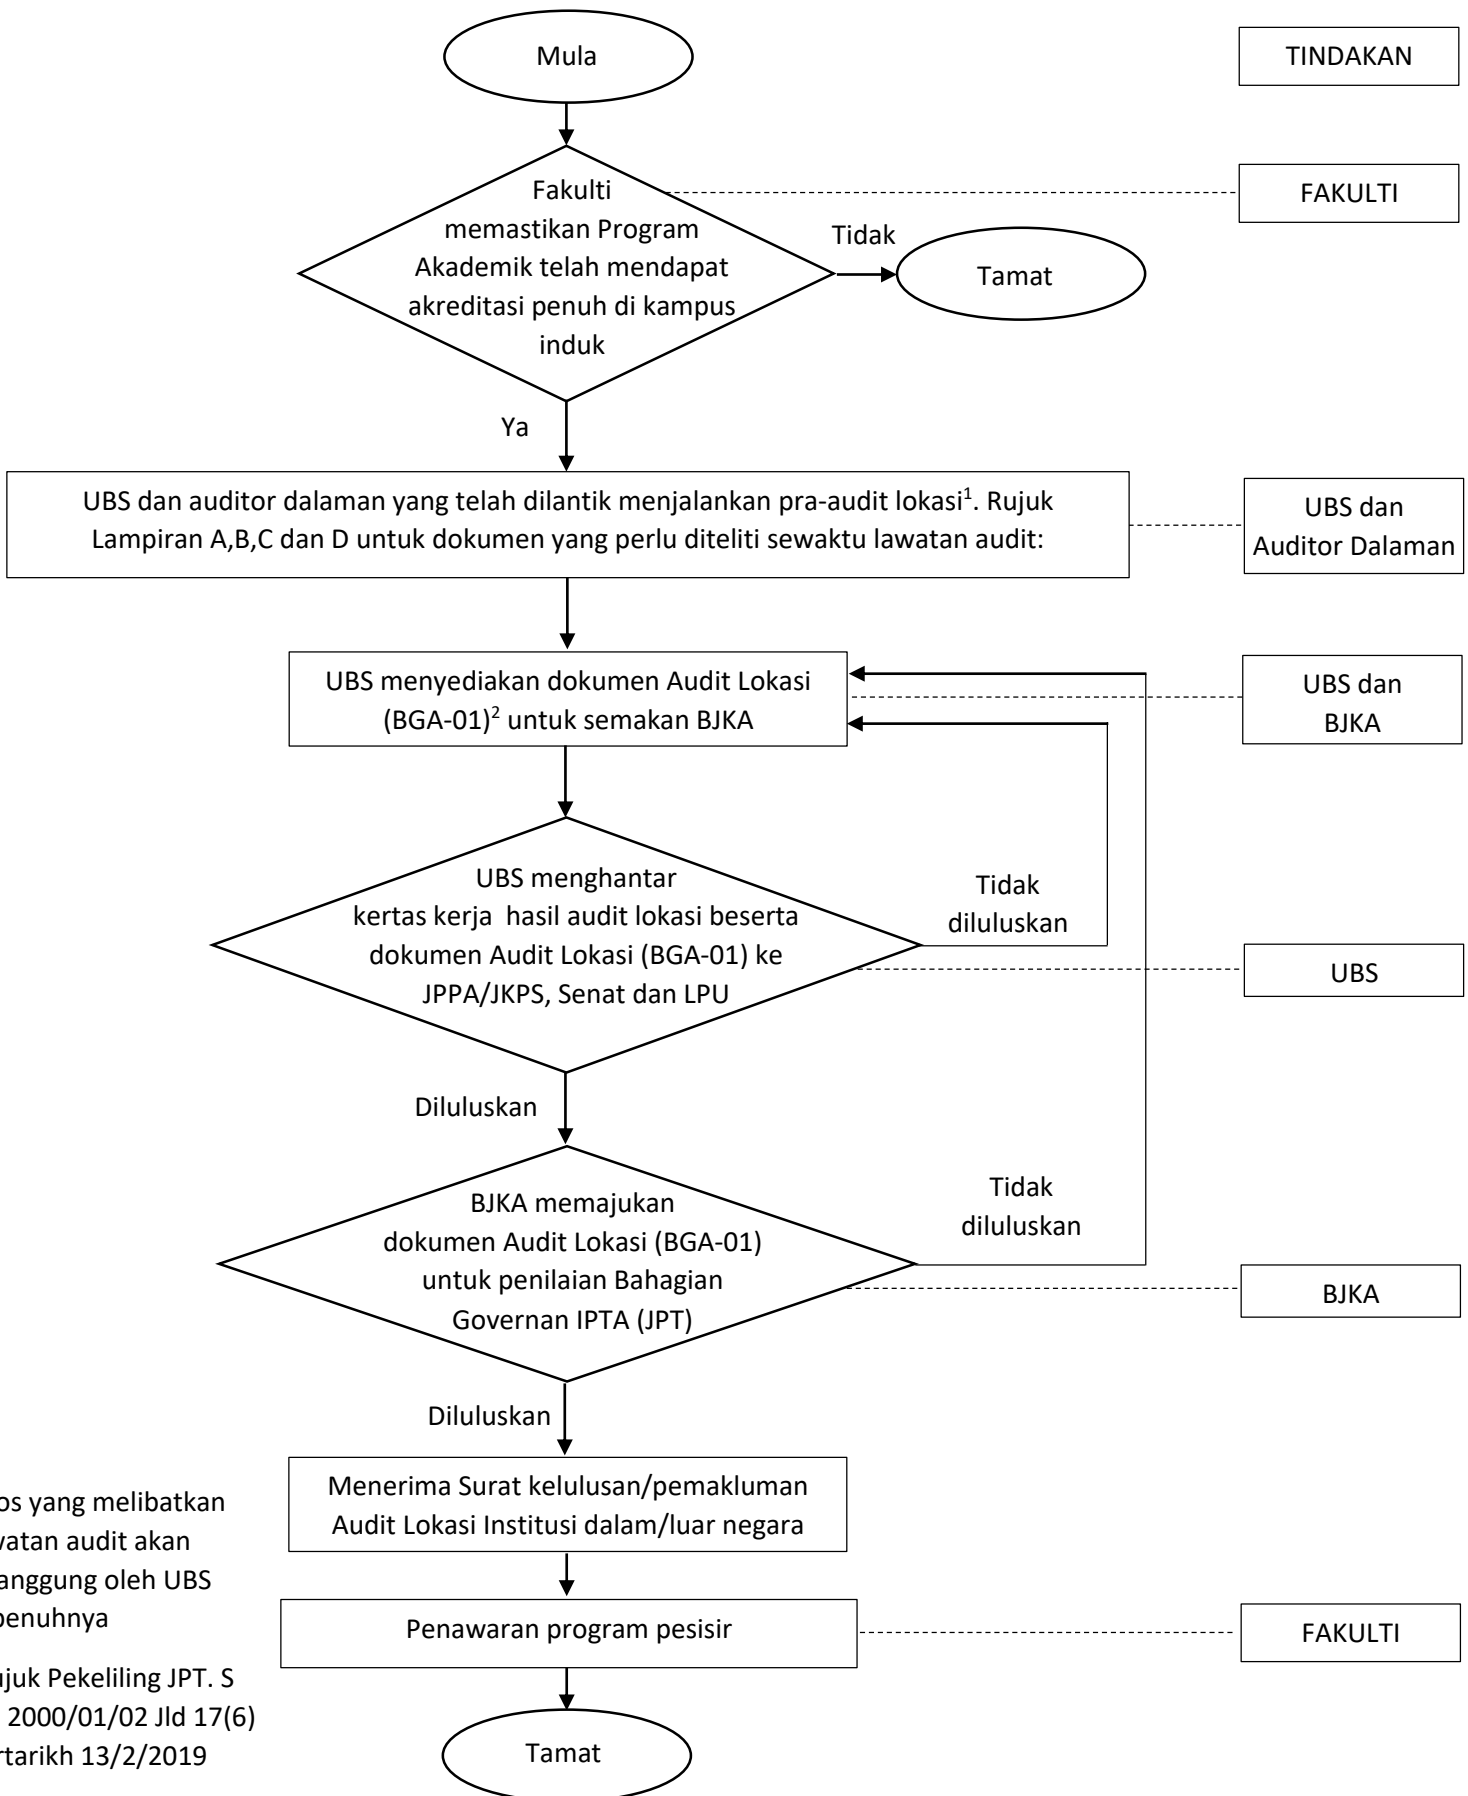 Mula
TINDAKAN
Fakulti
memastikan Program
Akademik telah mendapat
akreditasi penuh di kampus
induk
FAKULTI
Tidak
Tamat
Ya
UBS dan auditor dalaman yang telah dilantik menjalankan pra-audit lokasi¹. Rujuk
Lampiran A,B,C dan D untuk dokumen yang perlu diteliti sewaktu lawatan audit:
UBS dan
Auditor Dalaman
UBS menyediakan dokumen Audit Lokasi
(BGA-01)² untuk semakan BJKA
UBS dan
BJKA
UBS menghantar
kertas kerja  hasil audit lokasi beserta
dokumen Audit Lokasi (BGA-01) ke
JPPA/JKPS, Senat dan LPU
Tidak
diluluskan
UBS
Diluluskan
BJKA memajukan
dokumen Audit Lokasi (BGA-01)
untuk penilaian Bahagian
Governan IPTA (JPT)
Tidak
diluluskan
BJKA
Diluluskan
Menerima Surat kelulusan/pemakluman
Audit Lokasi Institusi dalam/luar negara
Penawaran program pesisir
FAKULTI
Tamat
os yang melibatkan
watan audit akan
anggung oleh UBS
penuhnya
ujuk Pekeliling JPT. S
2000/01/02 Jld 17(6)
rtarikh 13/2/2019